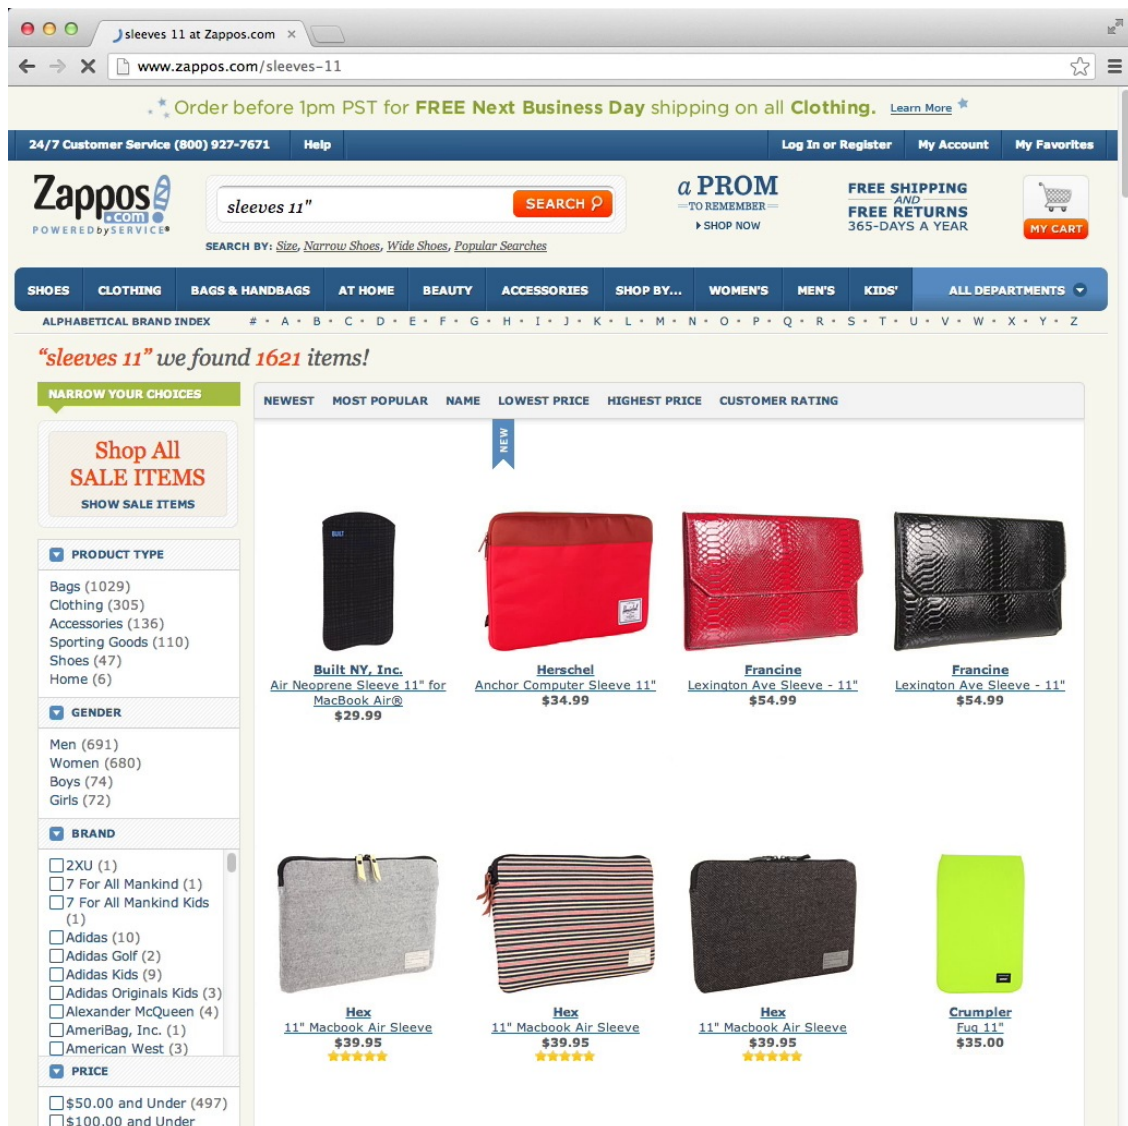 sleeves 11 at Zappos.com
www.zappos.com/sleeves-11
Order before 1pm PST for FREE Next Business Day shipping on all Clothing. Learn More
24/7 Customer Service (800) 927-7671 Help Log In or Register My Account My Favorites
Zappos
.com
POWERED by SERVICE®
sleeves 11"
SEARCH
SEARCH BY: Size, Narrow Shoes, Wide Shoes, Popular Searches
a PROM
TO REMEMBER
SHOP NOW
FREE SHIPPING
AND
FREE RETURNS
365-DAYS A YEAR
MY CART
SHOES CLOTHING BAGS & HANDBAGS AT HOME BEAUTY ACCESSORIES SHOP BY... WOMEN'S MEN'S KIDS' ALL DEPARTMENTS
ALPHABETICAL BRAND INDEX # • A • B • C • D • E • F • G • H • I • J • K • L • M • N • O • P • Q • R • S • T • U • V • W • X • Y • Z
"sleeves 11" we found 1621 items!
NARROW YOUR CHOICES
Shop All
SALE ITEMS
SHOW SALE ITEMS
PRODUCT TYPE
Bags (1029)
Clothing (305)
Accessories (136)
Sporting Goods (110)
Shoes (47)
Home (6)
GENDER
Men (691)
Women (680)
Boys (74)
Girls (72)
BRAND
2XU (1)
7 For All Mankind (1)
7 For All Mankind Kids
(1)
Adidas (10)
Adidas Golf (2)
Adidas Kids (9)
Adidas Originals Kids (3)
Alexander McQueen (4)
AmeriBag, Inc. (1)
American West (3)
PRICE
$50.00 and Under (497)
$100.00 and Under
NEWEST MOST POPULAR NAME LOWEST PRICE HIGHEST PRICE CUSTOMER RATING
NEW
BUILT
Herschel
Built NY, Inc.
Air Neoprene Sleeve 11" for
MacBook Air®
$29.99
Herschel
Anchor Computer Sleeve 11"
$34.99
Francine
Lexington Ave Sleeve - 11"
$54.99
Francine
Lexington Ave Sleeve - 11"
$54.99
Hex
11" Macbook Air Sleeve
$39.95
Hex
11" Macbook Air Sleeve
$39.95
Hex
11" Macbook Air Sleeve
$39.95
Crumpler
Fug 11"
$35.00